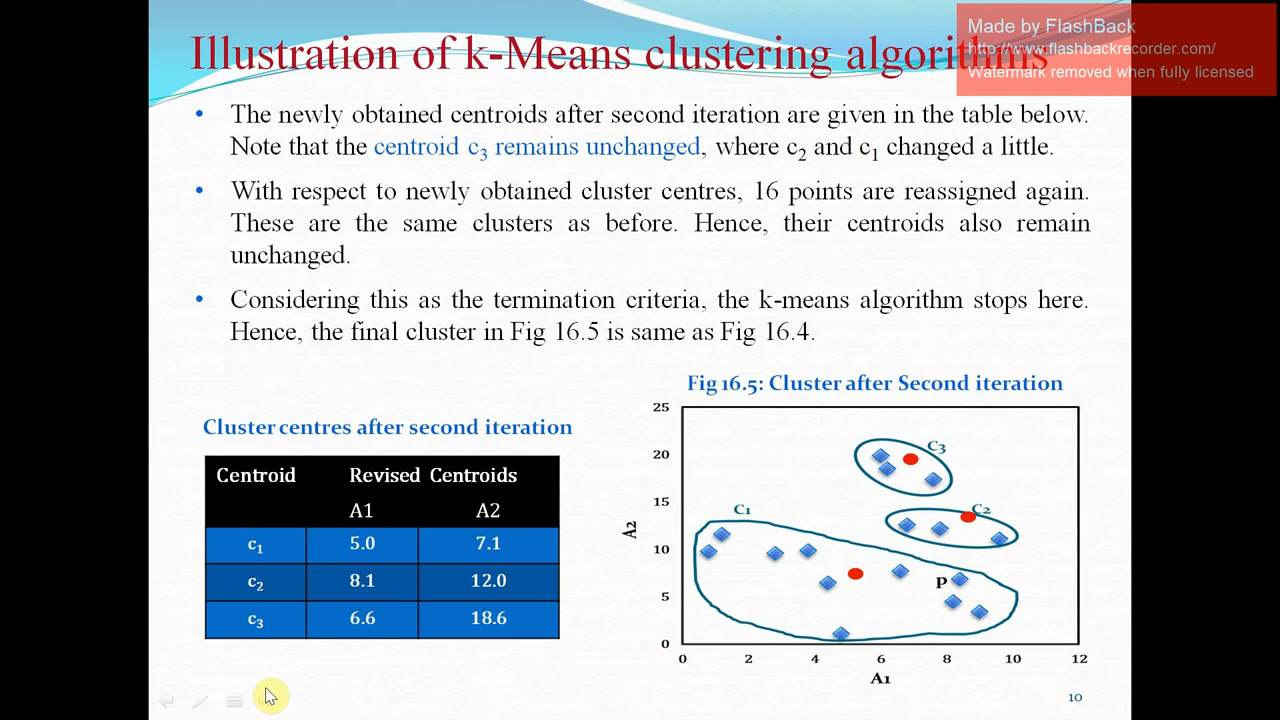 Illustration of k-Means clustering algorithms
Made by FlashBack
http://www.flashbackrecorder.com/
Watermark removed when fully licensed
• The newly obtained centroids after second iteration are given in the table below.
Note that the centroid c3 remains unchanged, where c2 and c1 changed a little.
• With respect to newly obtained cluster centres, 16 points are reassigned again.
These are the same clusters as before. Hence, their centroids also remain
unchanged.
• Considering this as the termination criteria, the k-means algorithm stops here.
Hence, the final cluster in Fig 16.5 is same as Fig 16.4.
Cluster centres after second iteration
Centroid Revised Centroids
A1 A2
c1 5.0 7.1
c2 8.1 12.0
c3 6.6 18.6
Fig 16.5: Cluster after Second iteration
25
20
15
10
5
0
A2
C3
C1
C2
P
0 2 4 6 8 10 12
A1
10